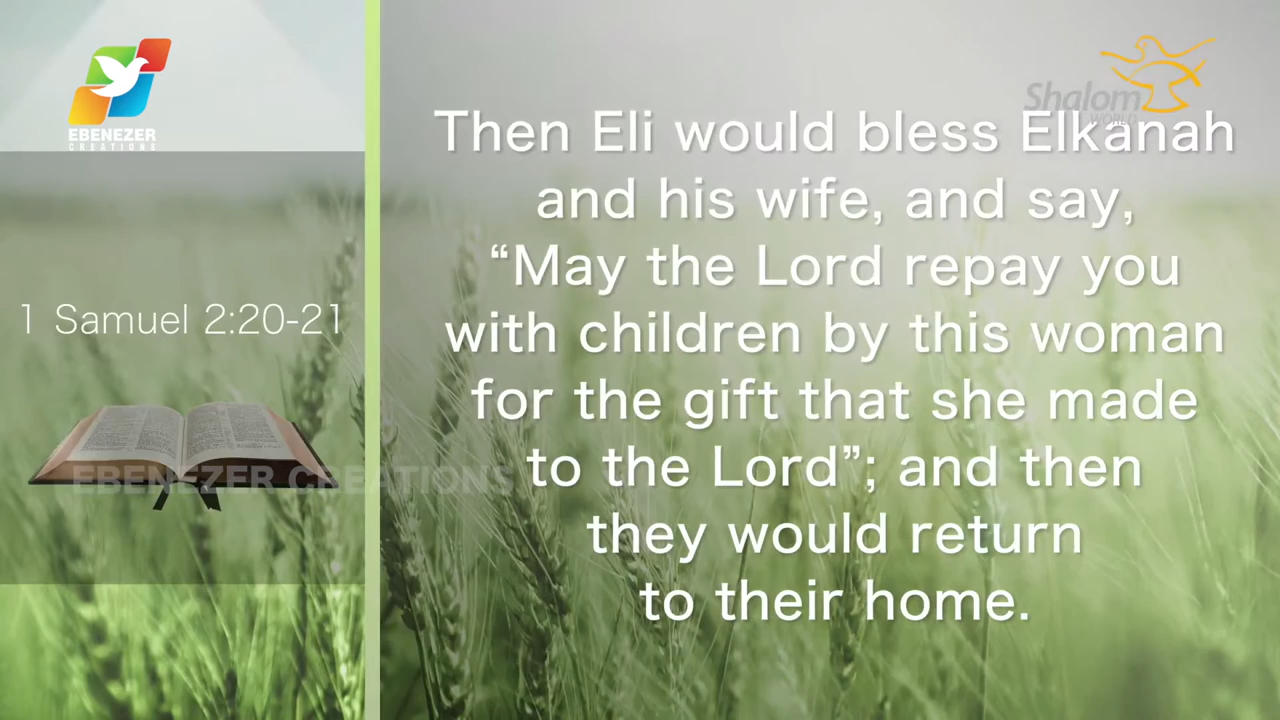 EBENEZER
CREATIONS
Shalom
WORLD
Then Eli would bless Elkanah
and his wife, and say,
“May the Lord repay you
with children by this woman
for the gift that she made
to the Lord”; and then
they would return
to their home.
1 Samuel 2:20-21
EBENEZER CREATIONS